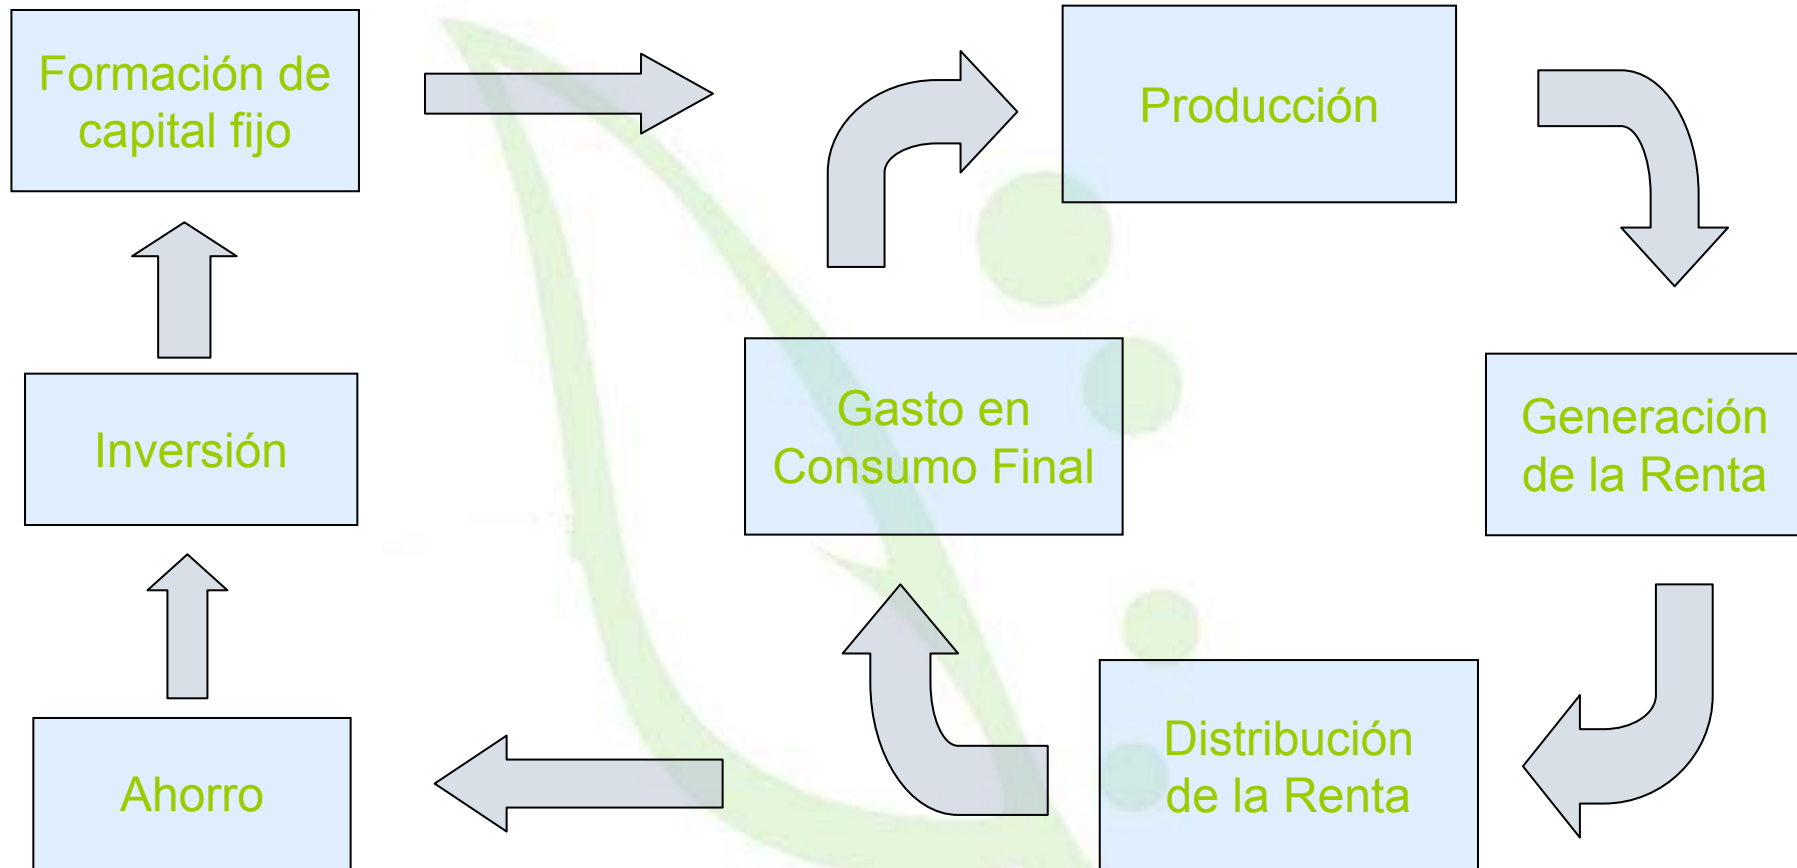 Formación de
capital fijo
Producción
Inversión
Gasto en
Consumo Final
Generación
de la Renta
Ahorro
Distribución
de la Renta